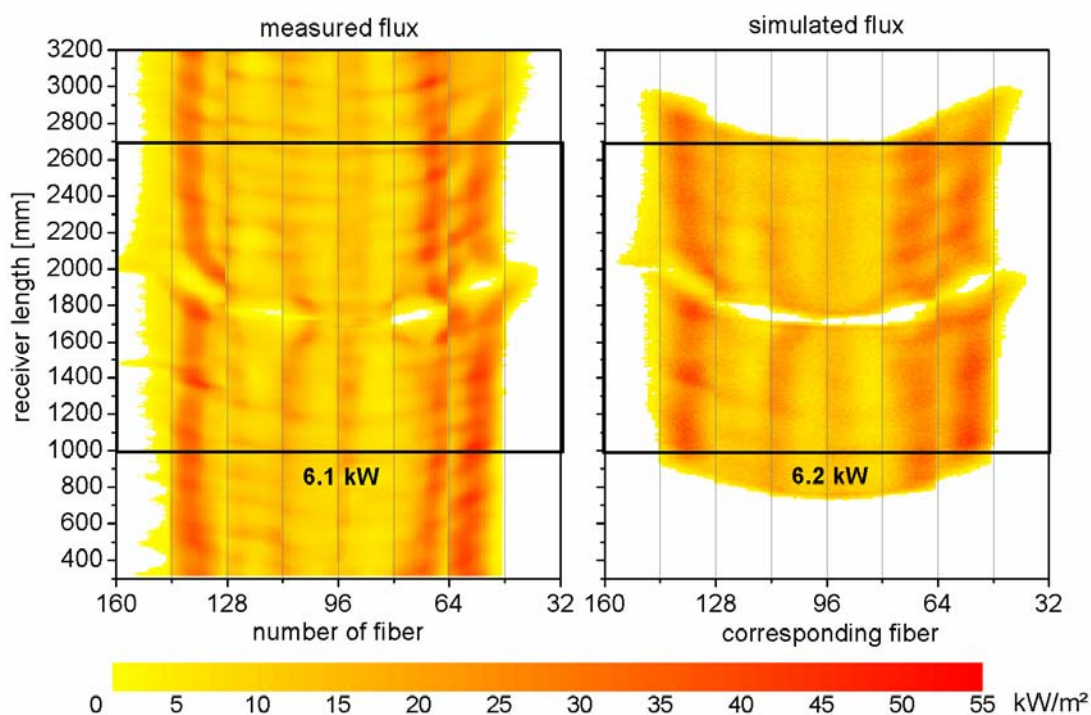 measured flux
simulated flux
receiver length [mm]
3200
3000
2800
2600
2400
2200
2000
1800
1600
1400
1200
1000
800
600
400
6.1 kW
6.2 kW
160 128 96 64 32
160 128 96 64 32
number of fiber
corresponding fiber
0 5 10 15 20 25 30 35 40 45 50 55 kW/m²